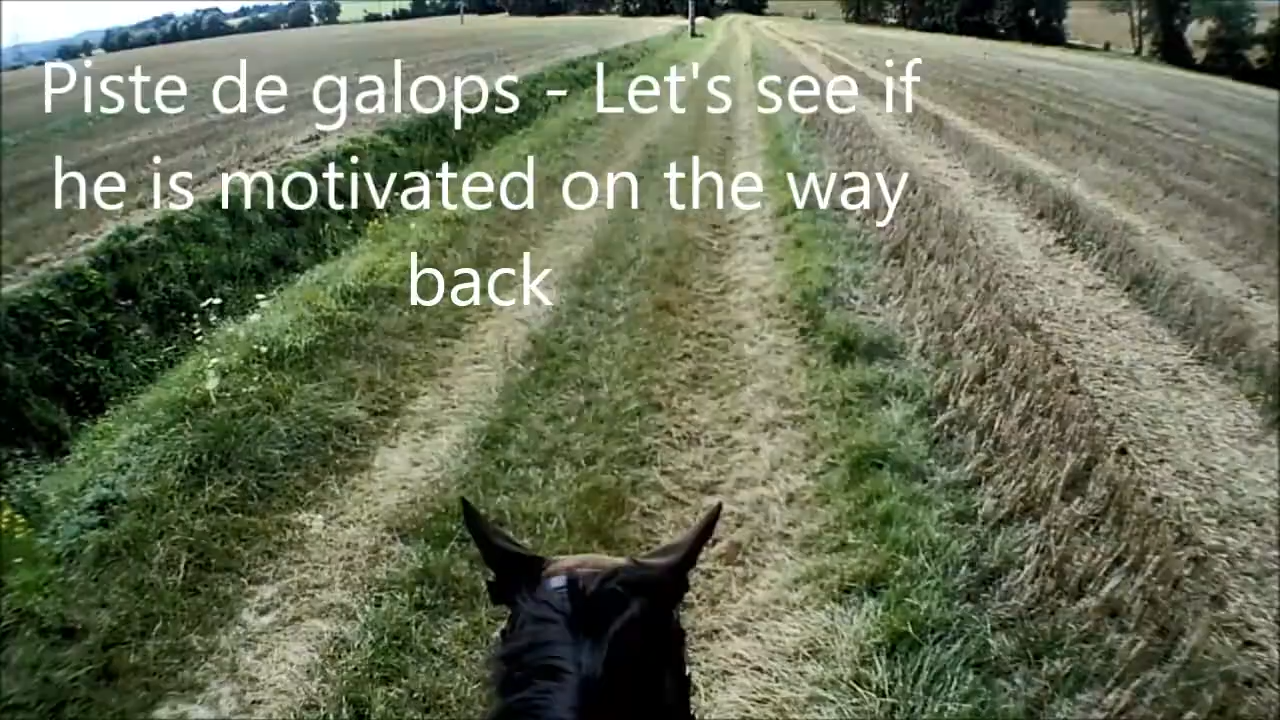 Piste de galops - Let's see if
he is motivated on the way
back